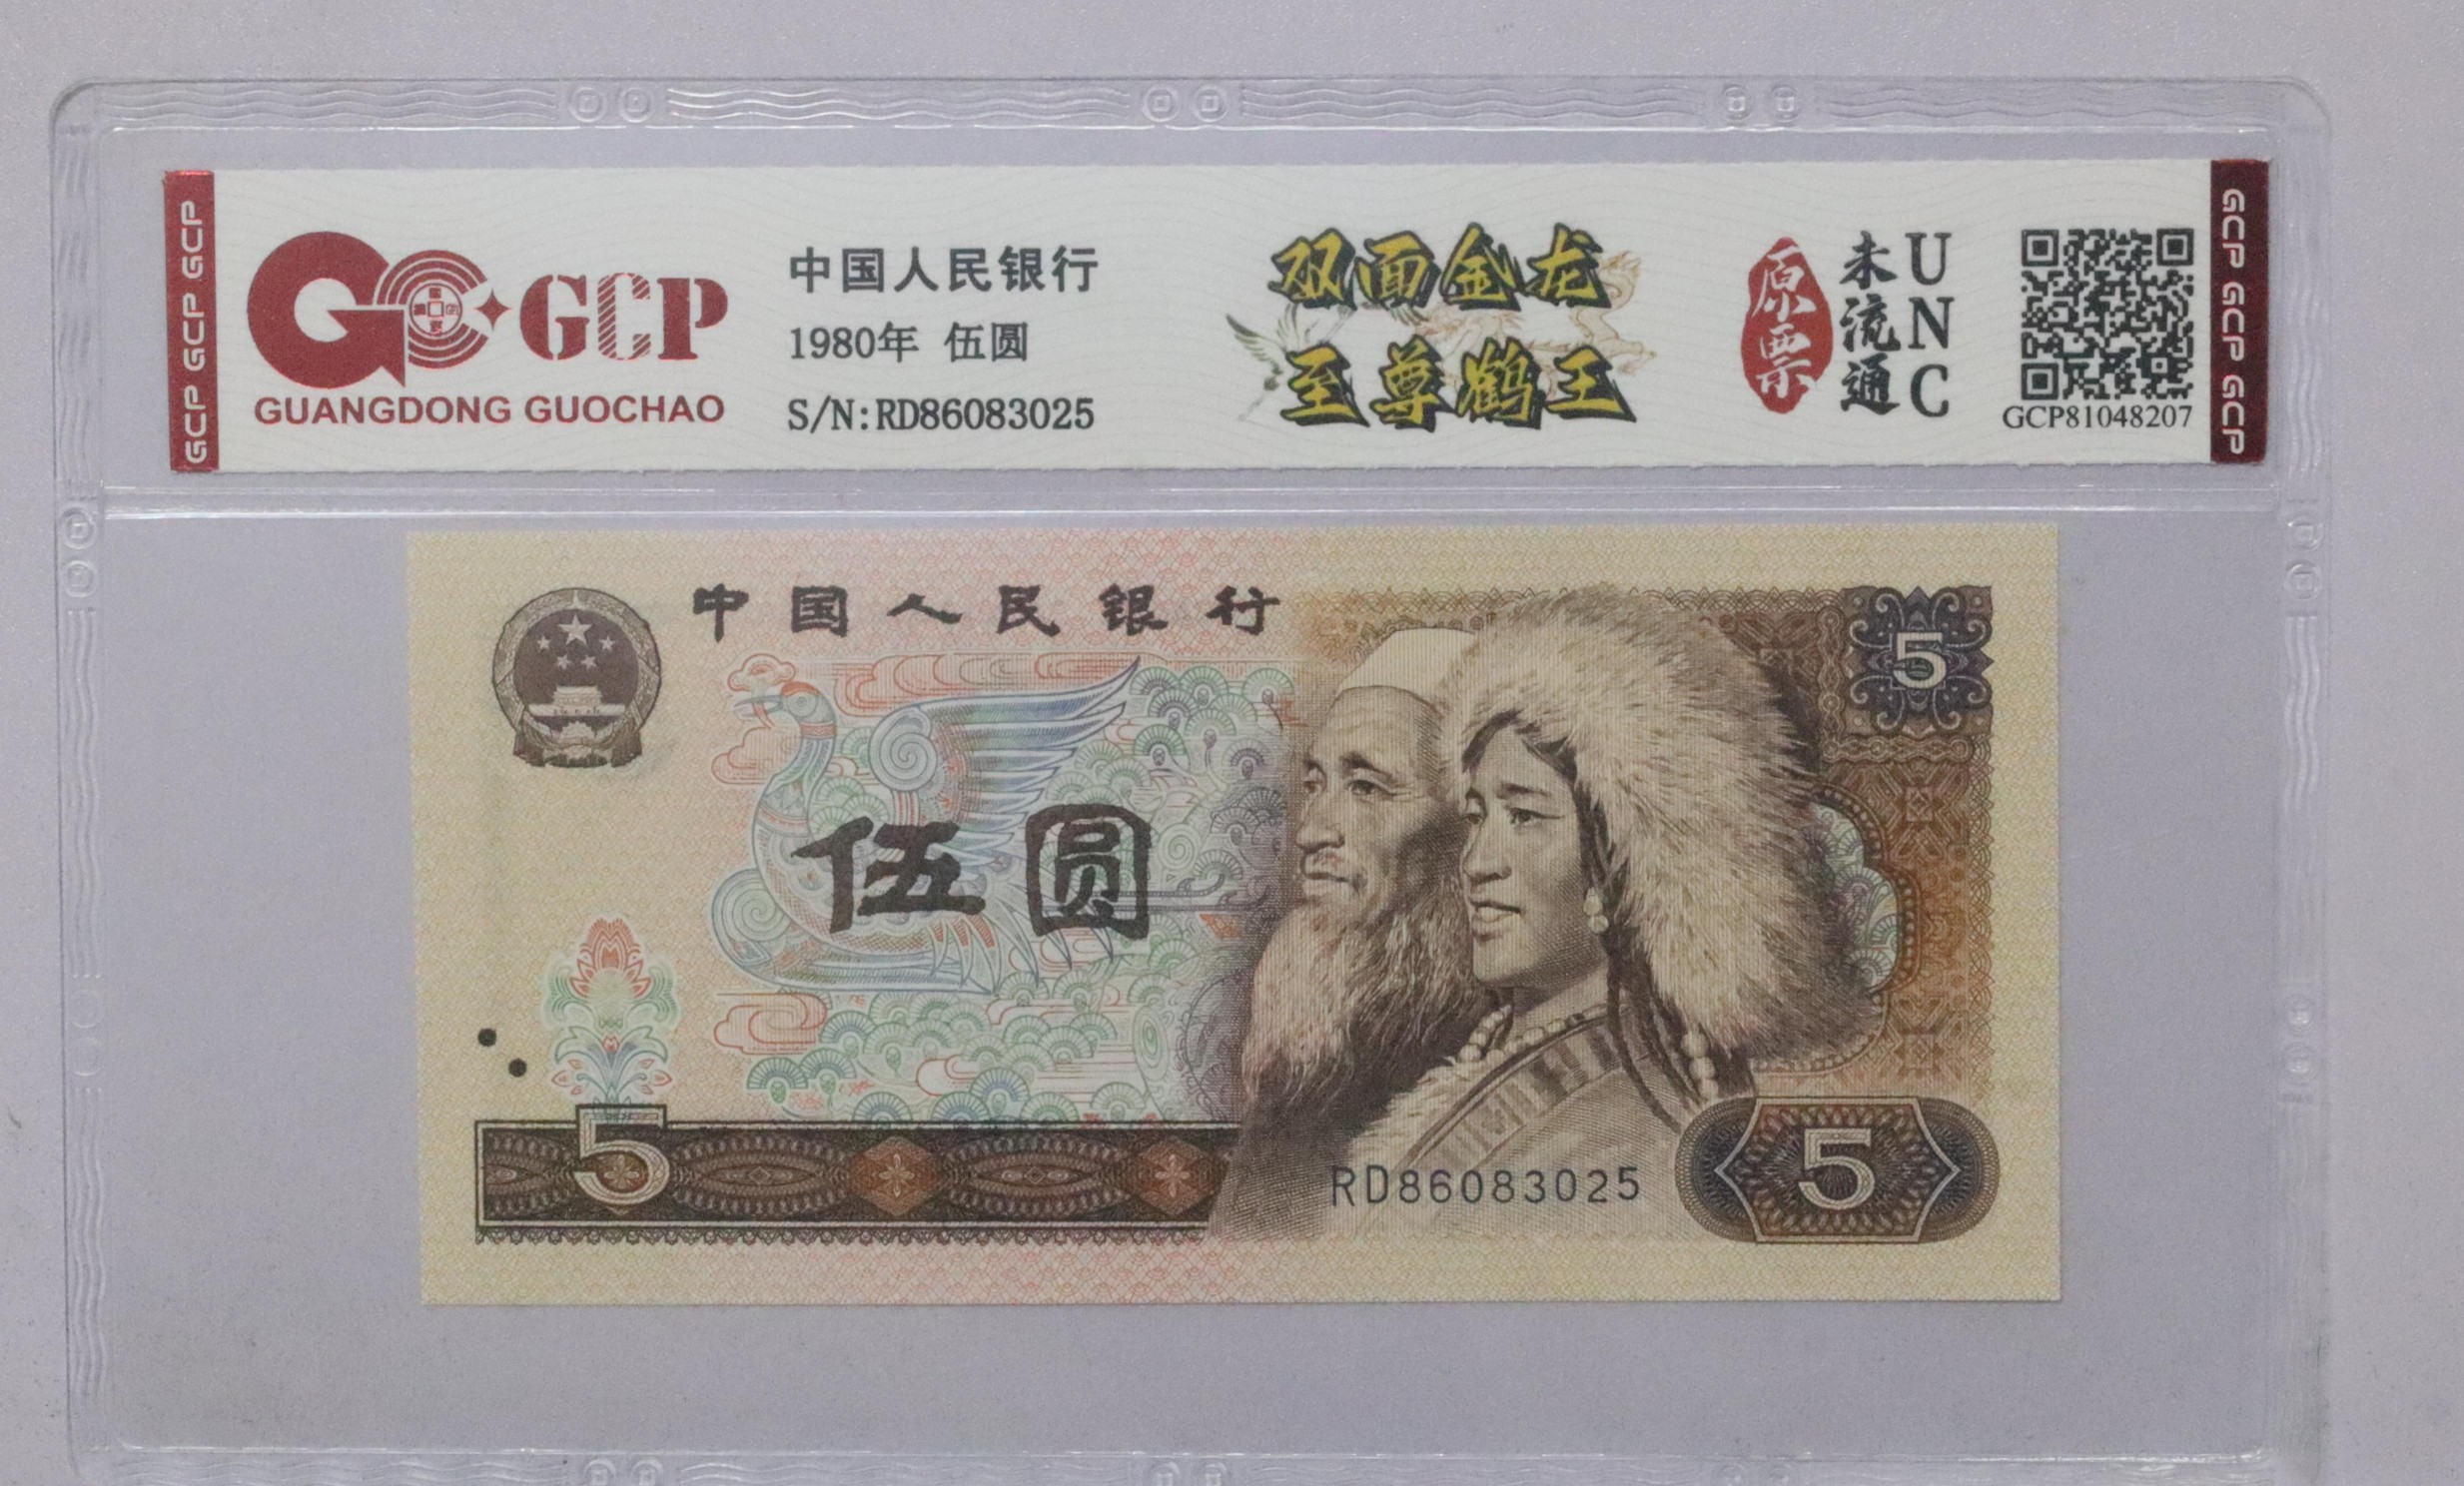 GCP GCP GCP
GCP
GUANGDONG GUOCHAO
中国人民银行
1980年 伍圆
S/N:RD86083025
双面金龙
至尊鹤王
原票
未流通
UNC
GCP81048207
GCP GCP GCP
中国人民银行
5
伍圆
5
RD86083025
5